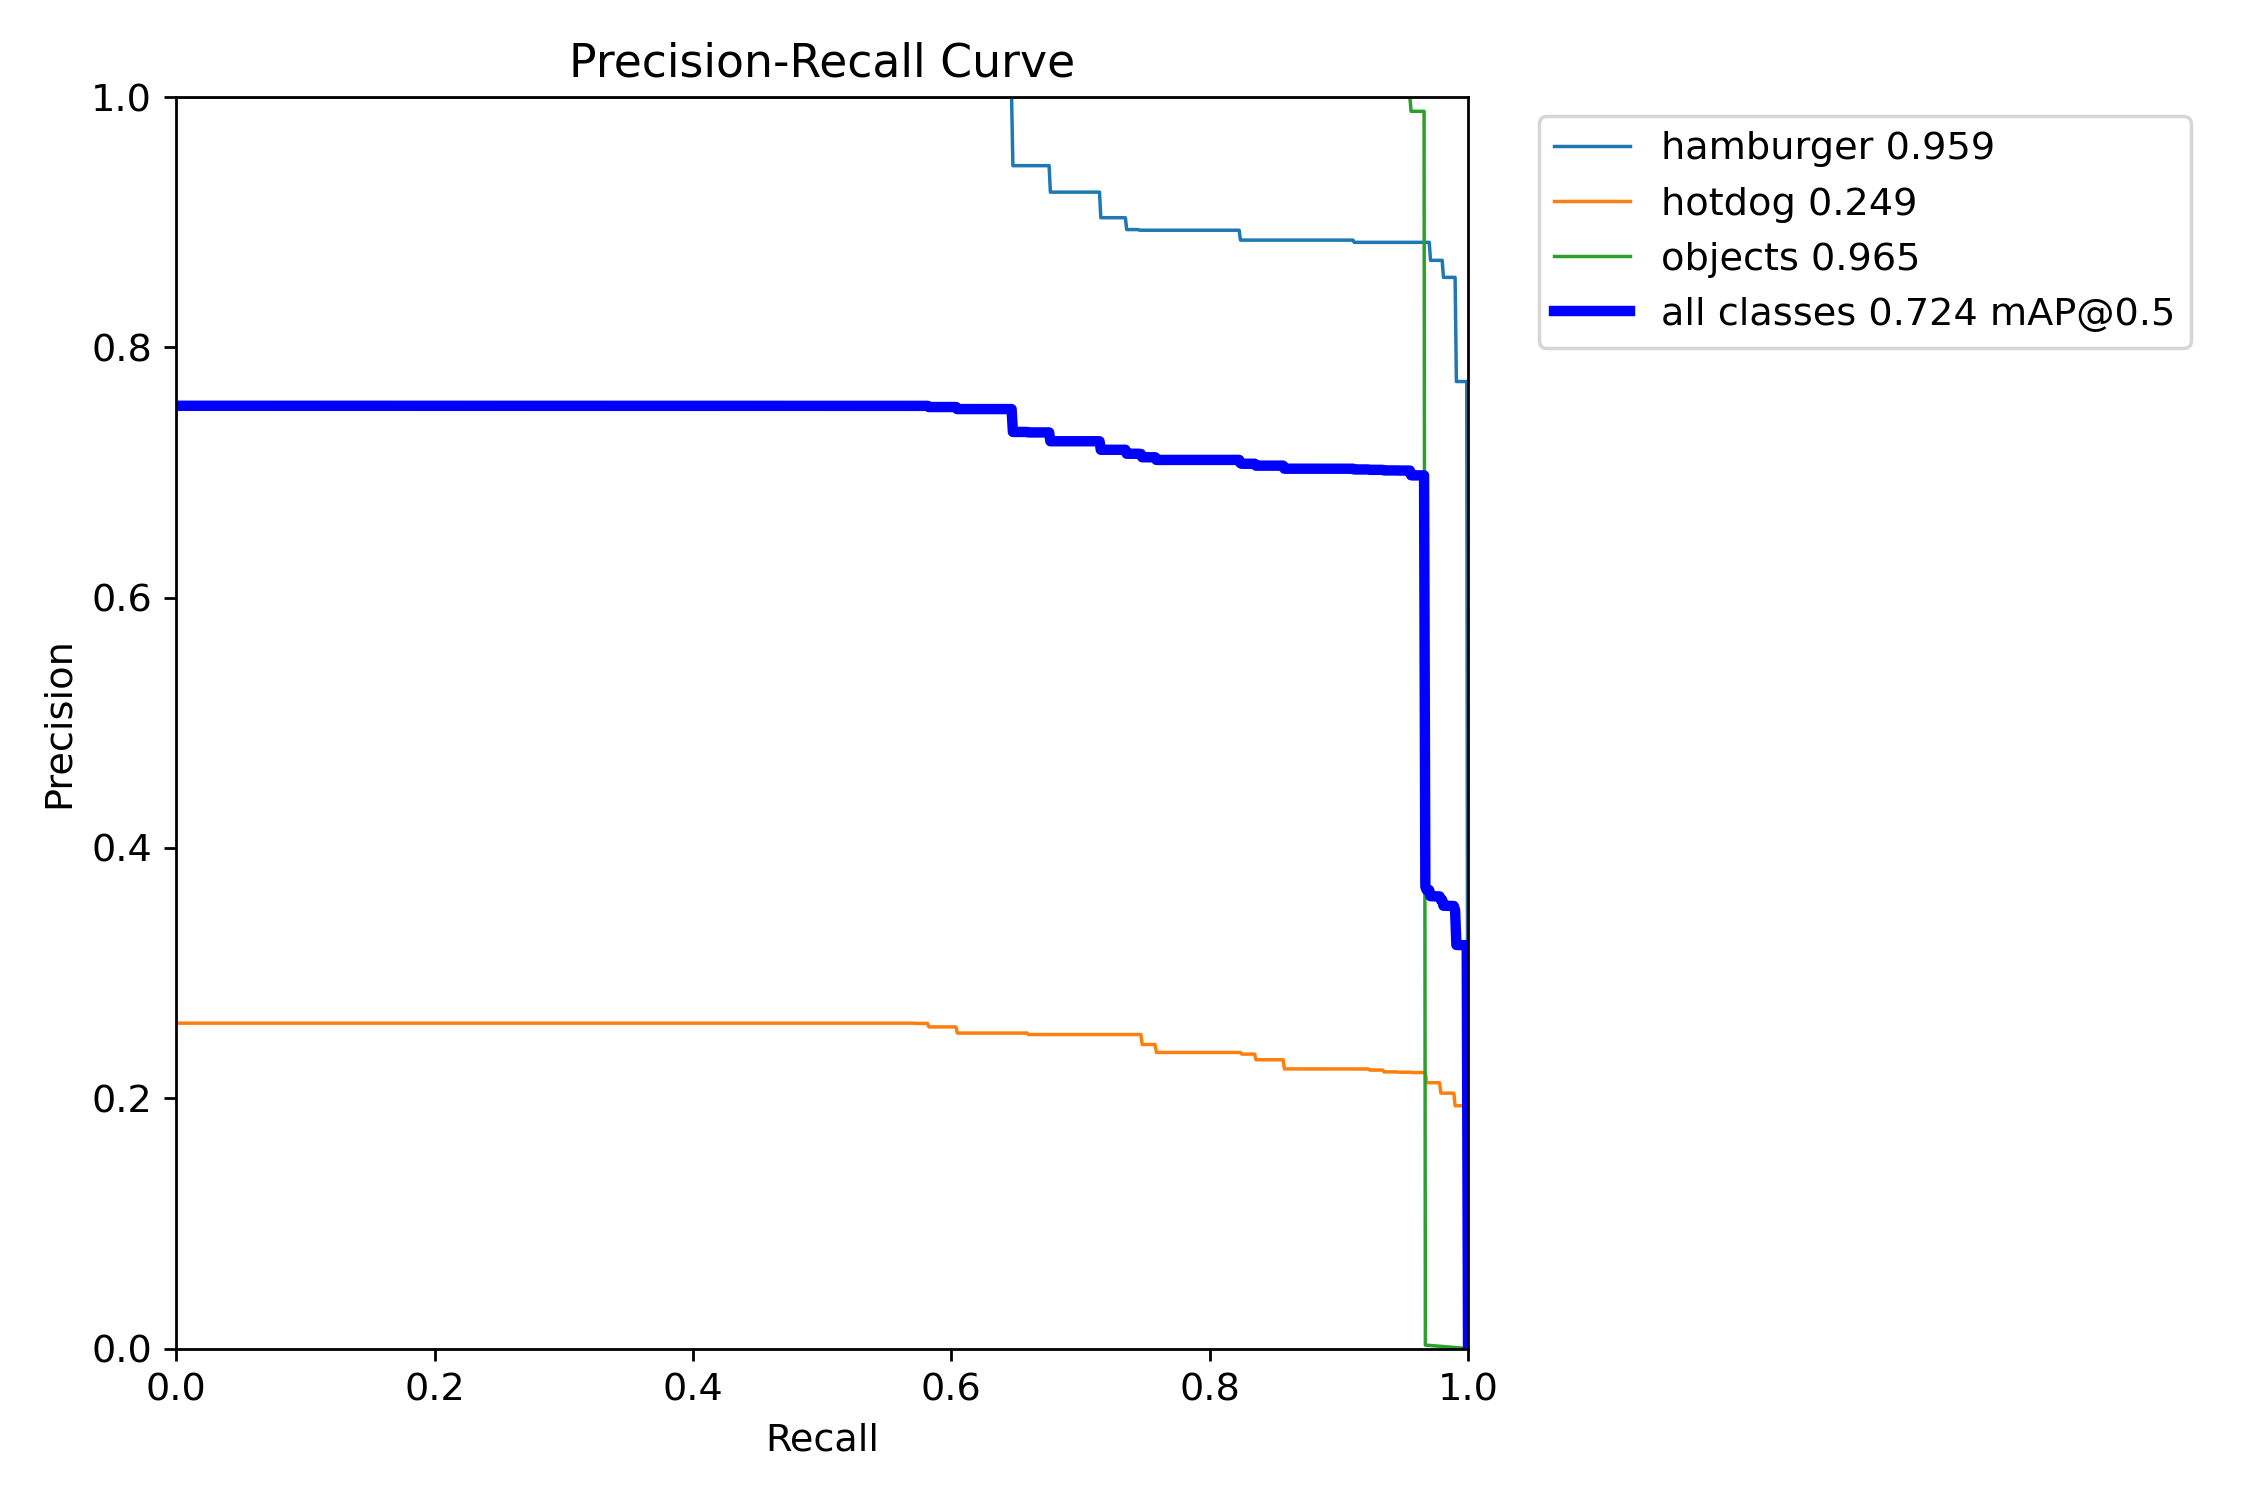 Precision-Recall Curve
1.0
0.8
0.6
0.4
0.2
0.0
Precision
0.0 0.2 0.4 0.6 0.8 1.0
Recall
hamburger 0.959
hotdog 0.249
objects 0.965
all classes 0.724 mAP@0.5